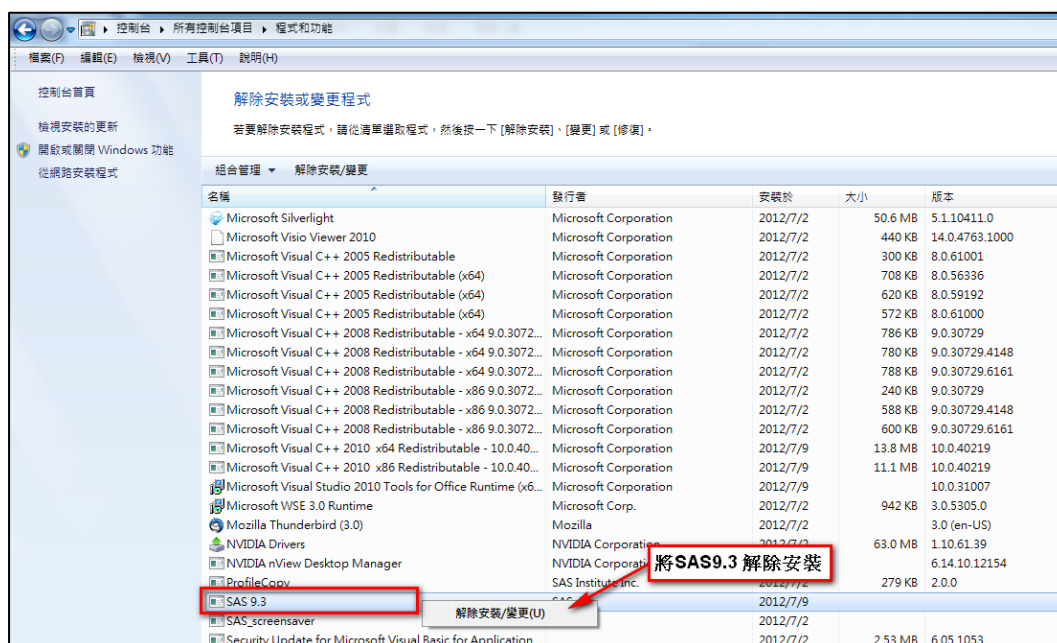 控制台 ▸ 所有控制台項目 ▸ 程式和功能
檔案(F) 編輯(E) 檢視(V) 工具(T) 說明(H)
控制台首頁
檢視安裝的更新
開啟或關閉 Windows 功能
從網路安裝程式
解除安裝或變更程式
若要解除安裝程式，請從清單選取程式，然後按一下 [解除安裝]、[變更] 或 [修復]。
組合管理 ▼ 解除安裝/變更
名稱 發行者 安裝於 大小 版本
Microsoft Silverlight Microsoft Corporation 2012/7/2 50.6 MB 5.1.10411.0
Microsoft Visio Viewer 2010 Microsoft Corporation 2012/7/2 440 KB 14.0.4763.1000
Microsoft Visual C++ 2005 Redistributable Microsoft Corporation 2012/7/2 300 KB 8.0.61001
Microsoft Visual C++ 2005 Redistributable (x64) Microsoft Corporation 2012/7/2 708 KB 8.0.56336
Microsoft Visual C++ 2005 Redistributable (x64) Microsoft Corporation 2012/7/2 620 KB 8.0.59192
Microsoft Visual C++ 2005 Redistributable (x64) Microsoft Corporation 2012/7/2 572 KB 8.0.61000
Microsoft Visual C++ 2008 Redistributable - x64 9.0.3072... Microsoft Corporation 2012/7/2 786 KB 9.0.30729
Microsoft Visual C++ 2008 Redistributable - x64 9.0.3072... Microsoft Corporation 2012/7/2 780 KB 9.0.30729.4148
Microsoft Visual C++ 2008 Redistributable - x64 9.0.3072... Microsoft Corporation 2012/7/2 788 KB 9.0.30729.6161
Microsoft Visual C++ 2008 Redistributable - x86 9.0.3072... Microsoft Corporation 2012/7/2 240 KB 9.0.30729
Microsoft Visual C++ 2008 Redistributable - x86 9.0.3072... Microsoft Corporation 2012/7/2 588 KB 9.0.30729.4148
Microsoft Visual C++ 2008 Redistributable - x86 9.0.3072... Microsoft Corporation 2012/7/2 600 KB 9.0.30729.6161
Microsoft Visual C++ 2010 x64 Redistributable - 10.0.40... Microsoft Corporation 2012/7/9 13.8 MB 10.0.40219
Microsoft Visual C++ 2010 x86 Redistributable - 10.0.40... Microsoft Corporation 2012/7/9 11.1 MB 10.0.40219
Microsoft Visual Studio 2010 Tools for Office Runtime (x6... Microsoft Corporation 2012/7/9 10.0.31007
Microsoft WSE 3.0 Runtime Microsoft Corp. 2012/7/2 942 KB 3.0.5305.0
Mozilla Thunderbird (3.0) Mozilla 2012/7/2 3.0 (en-US)
NVIDIA Drivers NVIDIA Corporation 2012/7/2 63.0 MB 1.10.61.39
NVIDIA nView Desktop Manager NVIDIA 6.14.10.12154
將SAS9.3 解除安裝
ProfileCopy SAS Institute Inc. 2012/7/2 279 KB 2.0.0
SAS 9.3 2012/7/9
解除安裝/變更(U)
SAS_screensaver 2012/7/2
Security Update for Microsoft Visual Basic for Application 2012/7/2 2.53 MB 6.05.1053